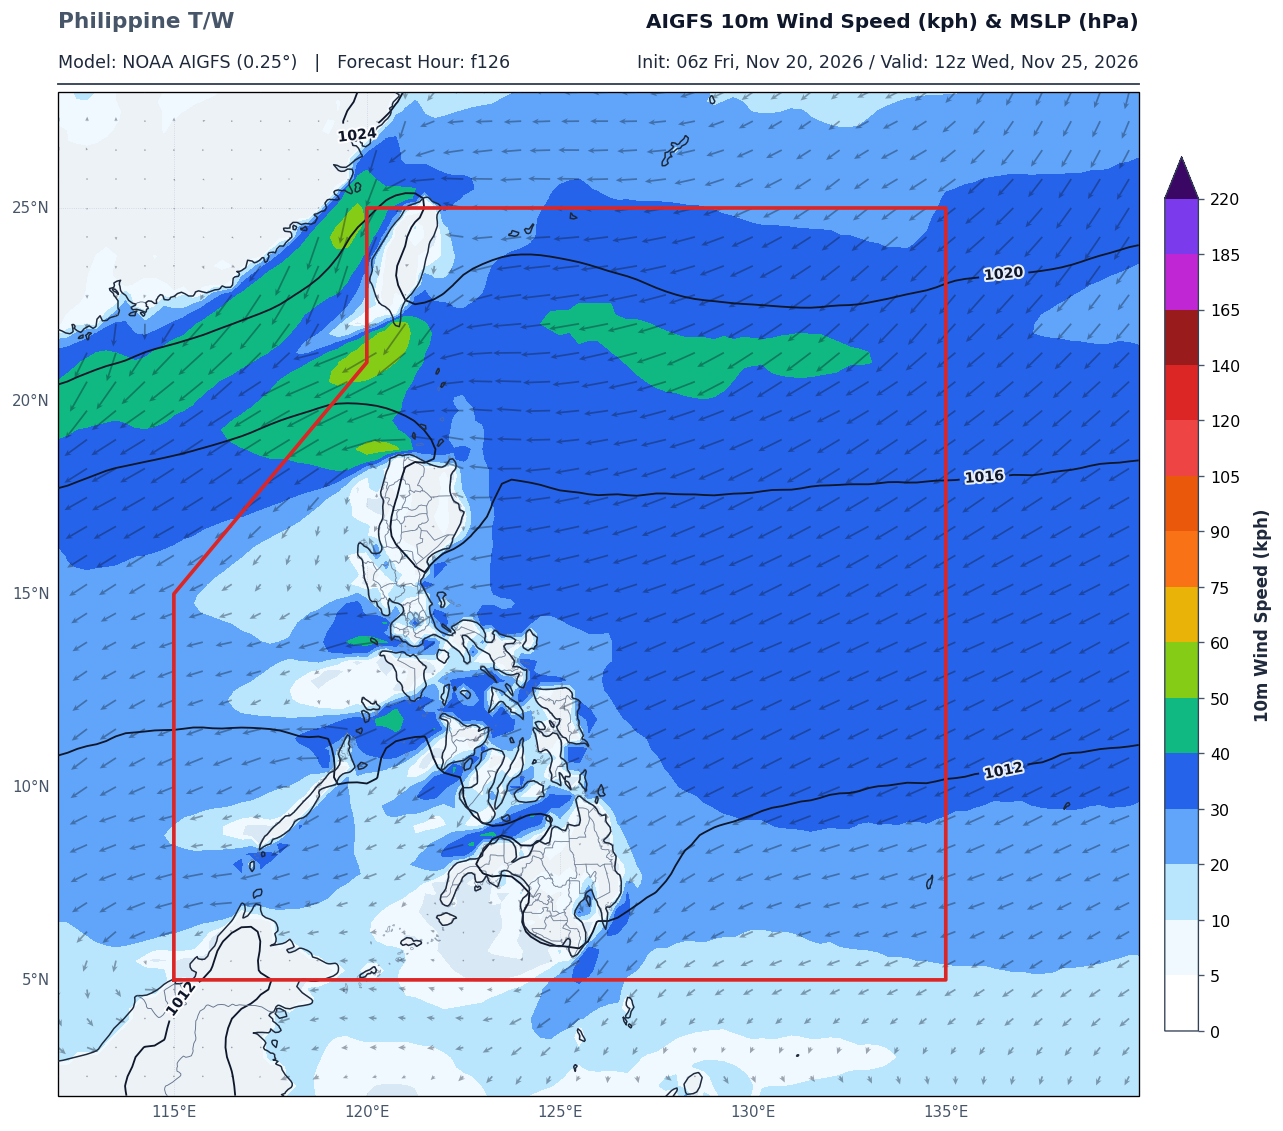 Philippine T/W
AIGFS 10m Wind Speed (kph) & MSLP (hPa)
Model: NOAA AIGFS (0.25°) | Forecast Hour: f126
Init: 06z Fri, Nov 20, 2026 / Valid: 12z Wed, Nov 25, 2026
1024
1020
1016
1012
1012
25°N
20°N
15°N
10°N
5°N
115°E
120°E
125°E
130°E
135°E
220
185
165
140
120
105
90
75
60
50
40
30
20
10
5
0
10m Wind Speed (kph)